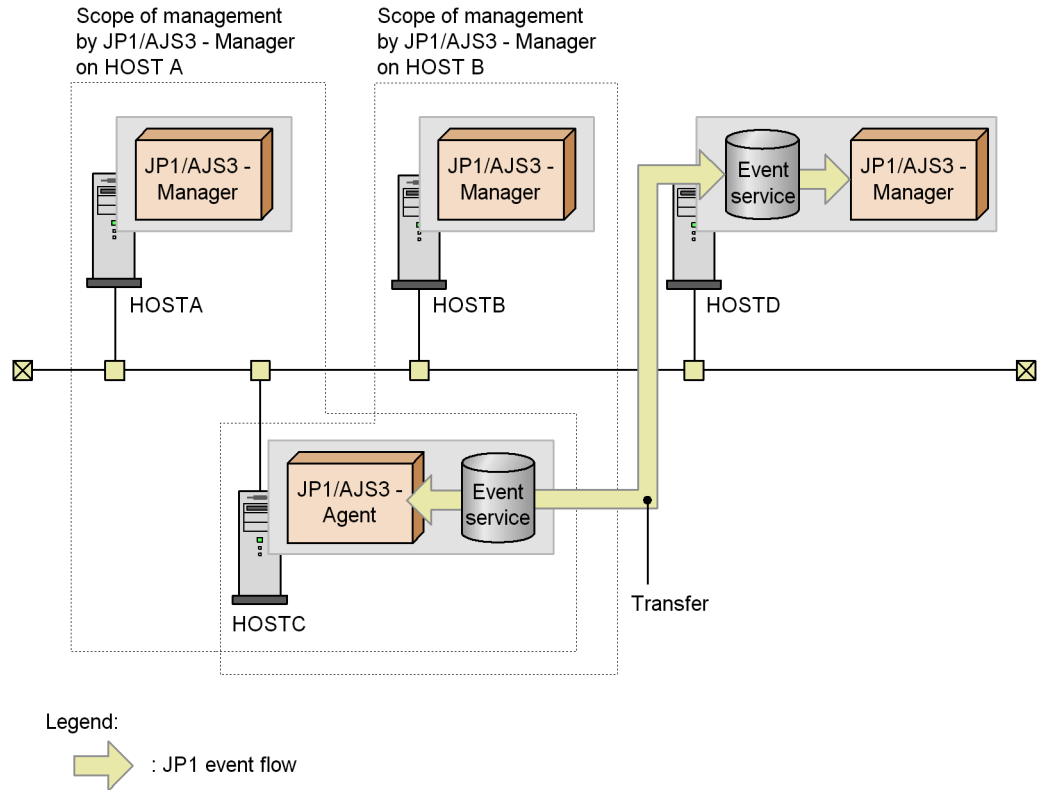 Scope of management
by JP1/AJS3 - Manager
on HOST A
Scope of management
by JP1/AJS3 - Manager
on HOST B
JP1/AJS3 -
Manager
JP1/AJS3 -
Manager
Event
service
JP1/AJS3 -
Manager
HOSTA
HOSTB
HOSTD
JP1/AJS3 -
Agent
Event
service
HOSTC
Transfer
Legend:
: JP1 event flow